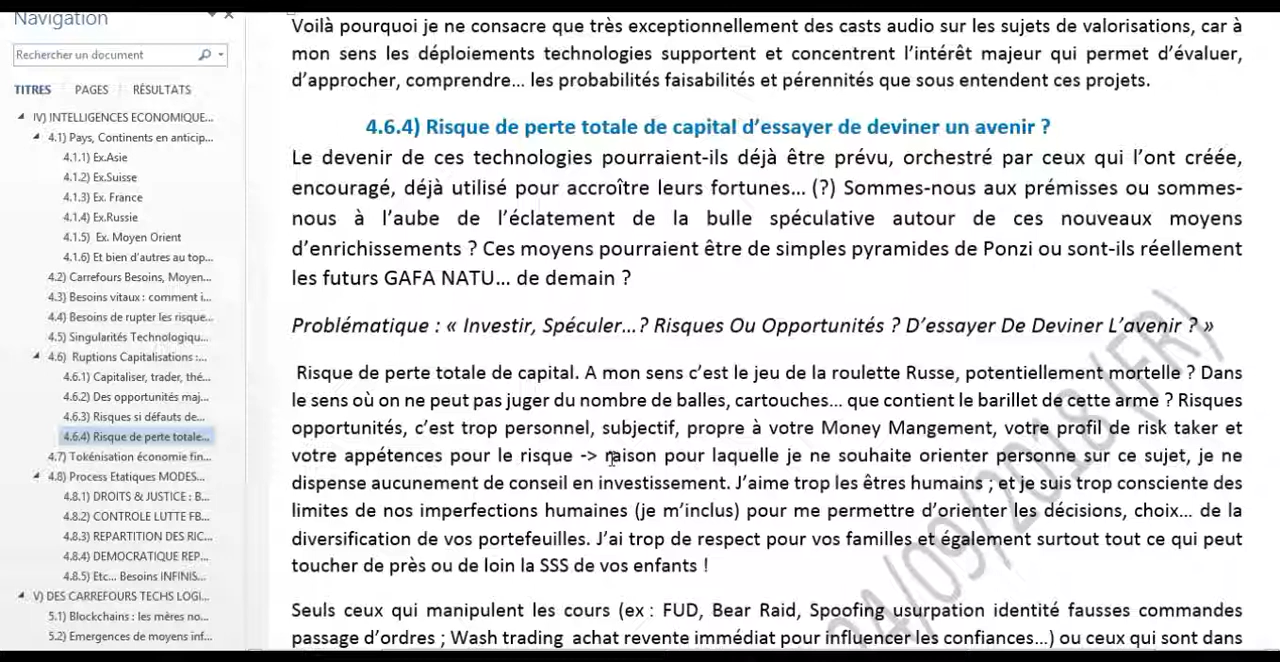 Navigation
Rechercher un document
TITRES PAGES RÉSULTATS
IV) INTELLIGENCES ECONOMIQUE...
4.1) Pays, Continents en anticip...
4.1.1) Ex.Asie
4.1.2) Ex.Suisse
4.1.3) Ex. France
4.1.4) Ex.Russie
4.1.5) Ex. Moyen Orient
4.1.6) Et bien d'autres au top...
4.2) Carrefours Besoins, Moyen...
4.3) Besoins vitaux : comment i...
4.4) Besoins de rupter les risque...
4.5) Singularités Technologiqu...
4.6) Ruptions Capitalisations :...
4.6.1) Capitaliser, trader, thé...
4.6.2) Des opportunités maj...
4.6.3) Risques si défauts de...
4.6.4) Risque de perte totale...
4.7) Tokénisation économie fin...
4.8) Process Etatiques MODES...
4.8.1) DROITS & JUSTICE : B...
4.8.2) CONTROLE LUTTE FB...
4.8.3) REPARTITION DES RIC...
4.8.4) DEMOCRATIQUE REP...
4.8.5) Etc... Besoins INFINIS...
V) DES CARREFOURS TECHS LOGI...
5.1) Blockchains : les mères no...
5.2) Emergences de moyens inf...
Voilà pourquoi je ne consacre que très exceptionnellement des casts audio sur les sujets de valorisations, car à
mon sens les déploiements technologies supportent et concentrent l'intérêt majeur qui permet d'évaluer,
d'approcher, comprendre... les probabilités faisabilités et pérennités que sous entendent ces projets.
4.6.4) Risque de perte totale de capital d'essayer de deviner un avenir ?
Le devenir de ces technologies pourraient-ils déjà être prévu, orchestré par ceux qui l'ont créée,
encouragé, déjà utilisé pour accroître leurs fortunes... (?) Sommes-nous aux prémisses ou sommes-
nous à l'aube de l'éclatement de la bulle spéculative autour de ces nouveaux moyens
d'enrichissements ? Ces moyens pourraient être de simples pyramides de Ponzi ou sont-ils réellement
les futurs GAFA NATU... de demain ?
Problématique : « Investir, Spéculer...? Risques Ou Opportunités ? D'essayer De Deviner L'avenir ? »
Risque de perte totale de capital. A mon sens c'est le jeu de la roulette Russe, potentiellement mortelle ? Dans
le sens où on ne peut pas juger du nombre de balles, cartouches... que contient le barillet de cette arme ? Risques
opportunités, c'est trop personnel, subjectif, propre à votre Money Mangement, votre profil de risk taker et
votre appétences pour le risque -> raison pour laquelle je ne souhaite orienter personne sur ce sujet, je ne
dispense aucunement de conseil en investissement. J'aime trop les êtres humains ; et je suis trop consciente des
limites de nos imperfections humaines (je m'inclus) pour me permettre d'orienter les décisions, choix... de la
diversification de vos portefeuilles. J'ai trop de respect pour vos familles et également surtout tout ce qui peut
toucher de près ou de loin la SSS de vos enfants !
Seuls ceux qui manipulent les cours (ex : FUD, Bear Raid, Spoofing usurpation identité fausses commandes
passage d'ordres ; Wash trading achat revente immédiat pour influencer les confiances...) ou ceux qui sont dans
24/09/2018 (FR)